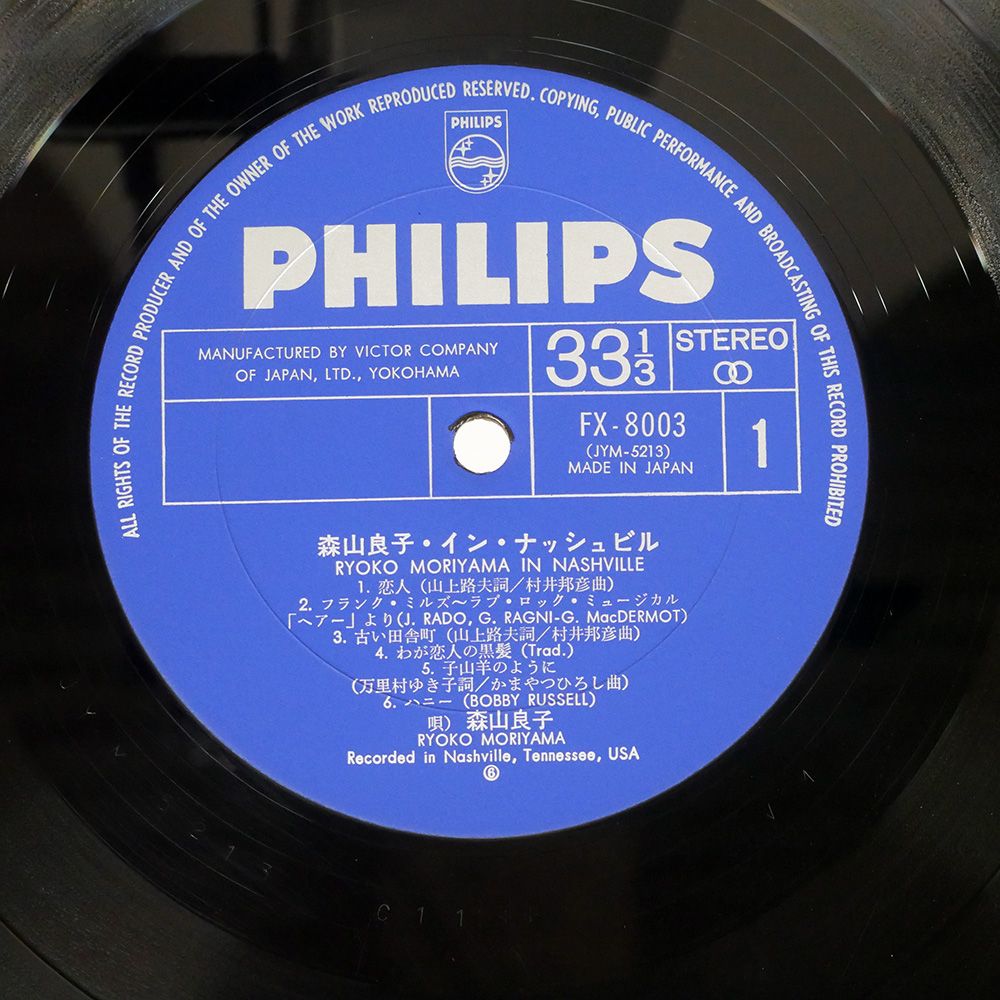 ALL RIGHTS OF THE RECORD PRODUCER AND OF THE OWNER OF THE WORK REPRODUCED RESERVED. COPYING, PUBLIC PERFORMANCE AND BROADCASTING OF THIS RECORD PROHIBITED
PHILIPS
PHILIPS
MANUFACTURED BY VICTOR COMPANY
OF JAPAN, LTD., YOKOHAMA
33 1/3
STEREO
FX-8003
(JYM-5213)
MADE IN JAPAN
1
森山良子・イン・ナッシュビル
RYOKO MORIYAMA IN NASHVILLE
1. 恋人 (山上路夫詞/村井邦彦曲)
2. フランク・ミルズ〜ラブ・ロック・ミュージカル
「ヘアー」より(J. RADO, G. RAGNI-G. MacDERMOT)
3. 古い田舎町 (山上路夫詞/村井邦彦曲)
4. わが恋人の黒髪 (Trad.)
5. 子山羊のように
(万里村ゆき子詞/かまやつひろし曲)
6. ハニー (BOBBY RUSSELL)
唄) 森山良子
RYOKO MORIYAMA
Recorded in Nashville, Tennessee, USA
2 1 3
C 1 1